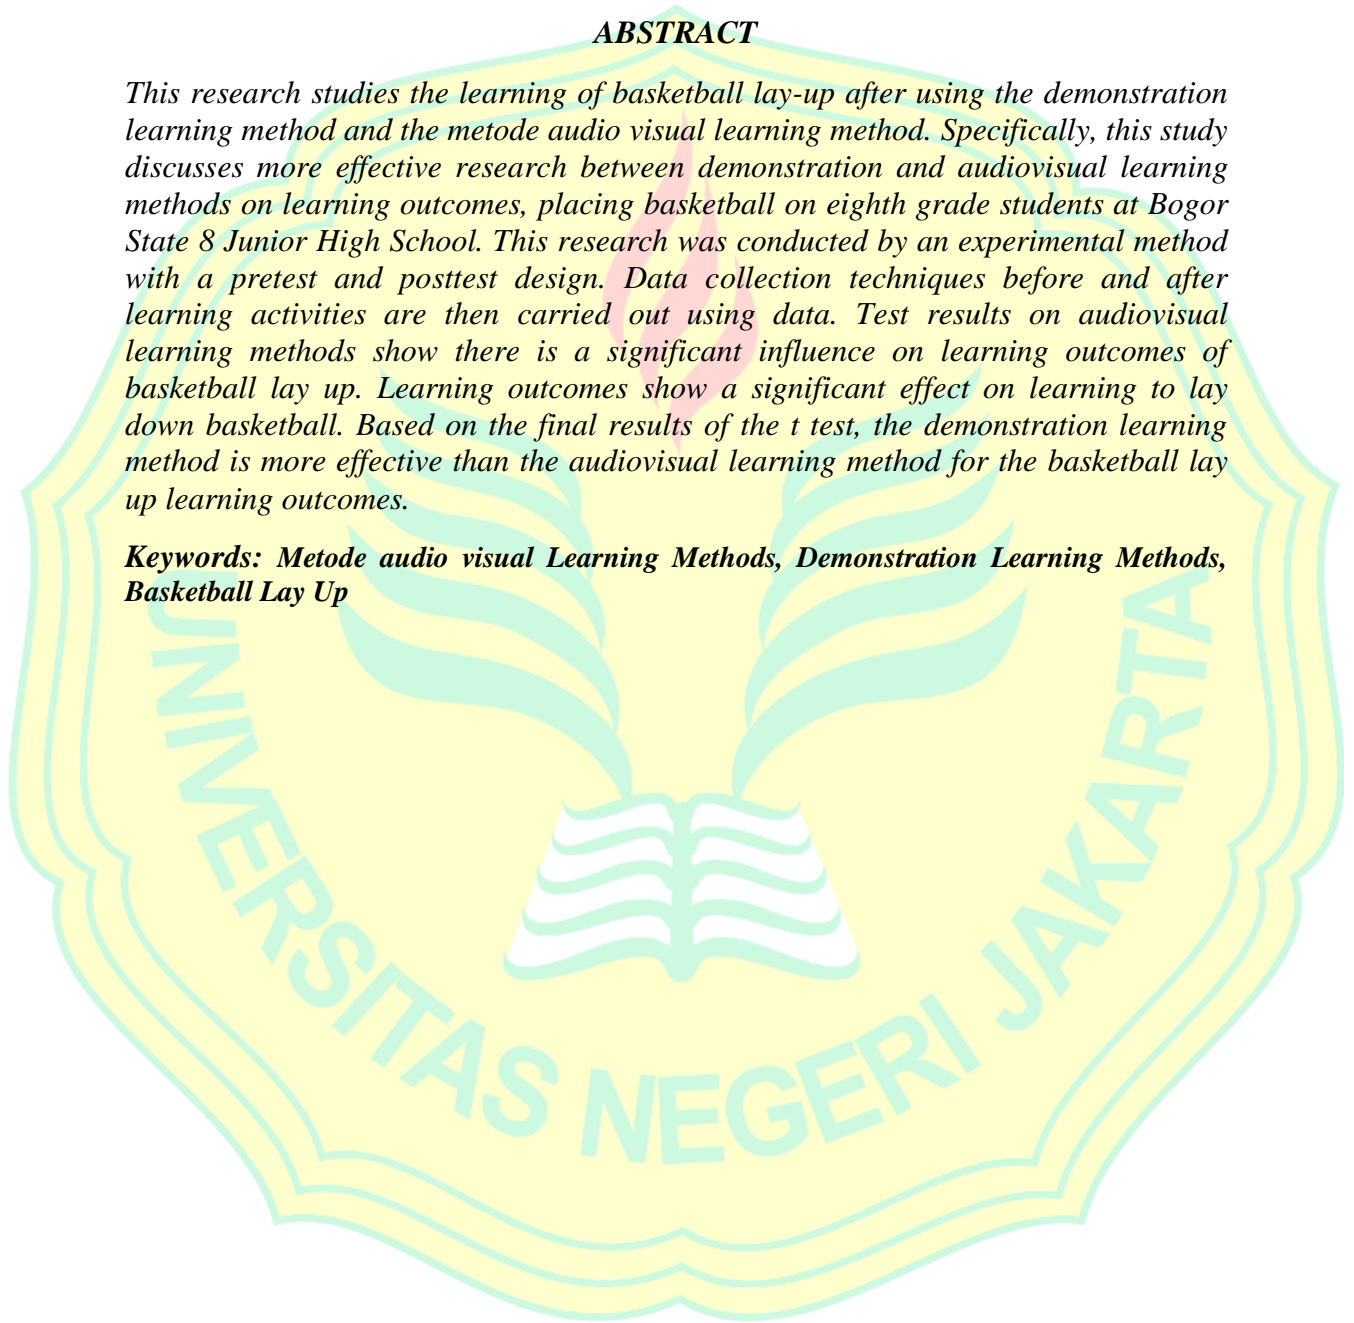 ABSTRACT
This research studies the learning of basketball lay-up after using the demonstration
learning method and the metode audio visual learning method. Specifically, this study
discusses more effective research between demonstration and audiovisual learning
methods on learning outcomes, placing basketball on eighth grade students at Bogor
State 8 Junior High School. This research was conducted by an experimental method
with a pretest and posttest design. Data collection techniques before and after
learning activities are then carried out using data. Test results on audiovisual
learning methods show there is a significant influence on learning outcomes of
basketball lay up. Learning outcomes show a significant effect on learning to lay
down basketball. Based on the final results of the t test, the demonstration learning
method is more effective than the audiovisual learning method for the basketball lay
up learning outcomes.
Keywords: Metode audio visual Learning Methods, Demonstration Learning Methods,
Basketball Lay Up
UNIVERSITAS NEGERI JAKARTA